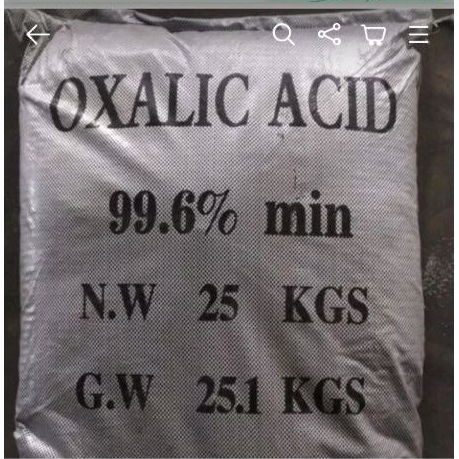 OXALIC ACID
99.6% min
N.W 25 KGS
G.W 25.1 KGS